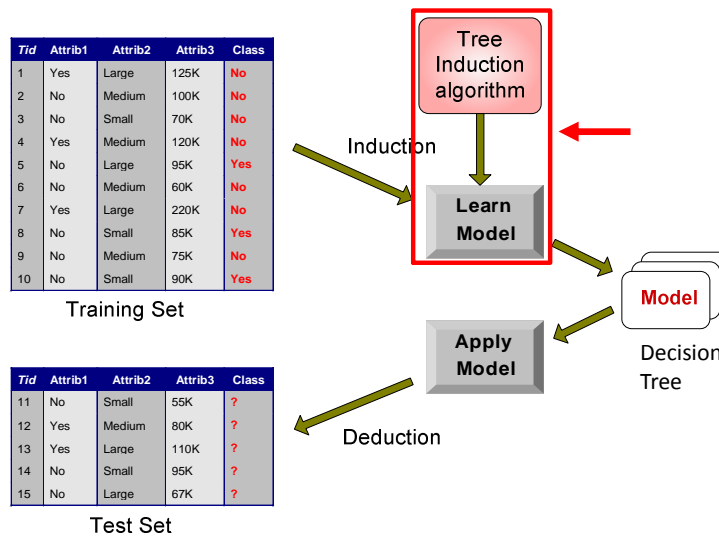 Tid Attrib1 Attrib2 Attrib3 Class
1 Yes Large 125K No
2 No Medium 100K No
3 No Small 70K No
4 Yes Medium 120K No
5 No Large 95K Yes
6 No Medium 60K No
7 Yes Large 220K No
8 No Small 85K Yes
9 No Medium 75K No
10 No Small 90K Yes
Training Set
Tree
Induction
algorithm
Induction
Learn
Model
Model
Decision
Tree
Apply
Model
Deduction
Tid Attrib1 Attrib2 Attrib3 Class
11 No Small 55K ?
12 Yes Medium 80K ?
13 Yes Large 110K ?
14 No Small 95K ?
15 No Large 67K ?
Test Set